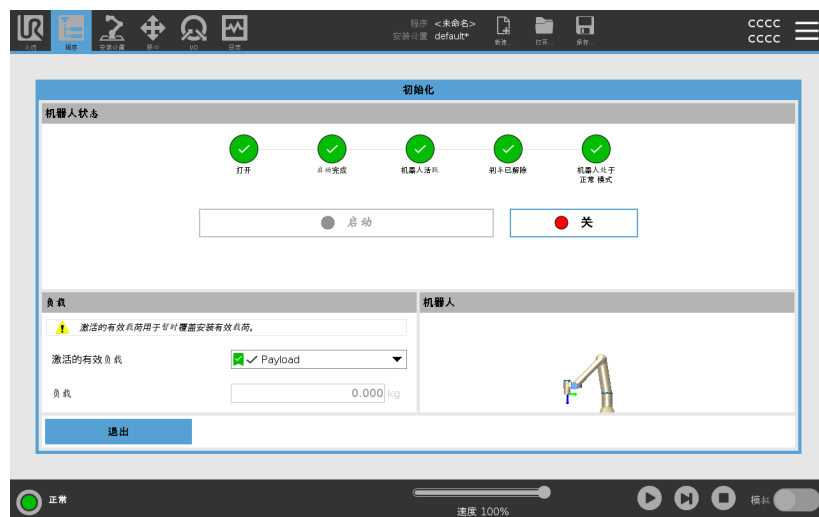 程序 <未命名>
安装设置 default*
新建...
打开...
保存...
cccc
cccc
UR
运行
程序
安装设置
移动
I/O
日志
初始化
机器人状态
打开
启动完成
机器人活跃
刹车已解除
机器人处于
正常 模式
启动
关
负载
激活的有效载荷用于暂时覆盖安装有效载荷。
激活的有效负载
Payload
负载
0.000 kg
机器人
退出
正常
速度 100%
模拟